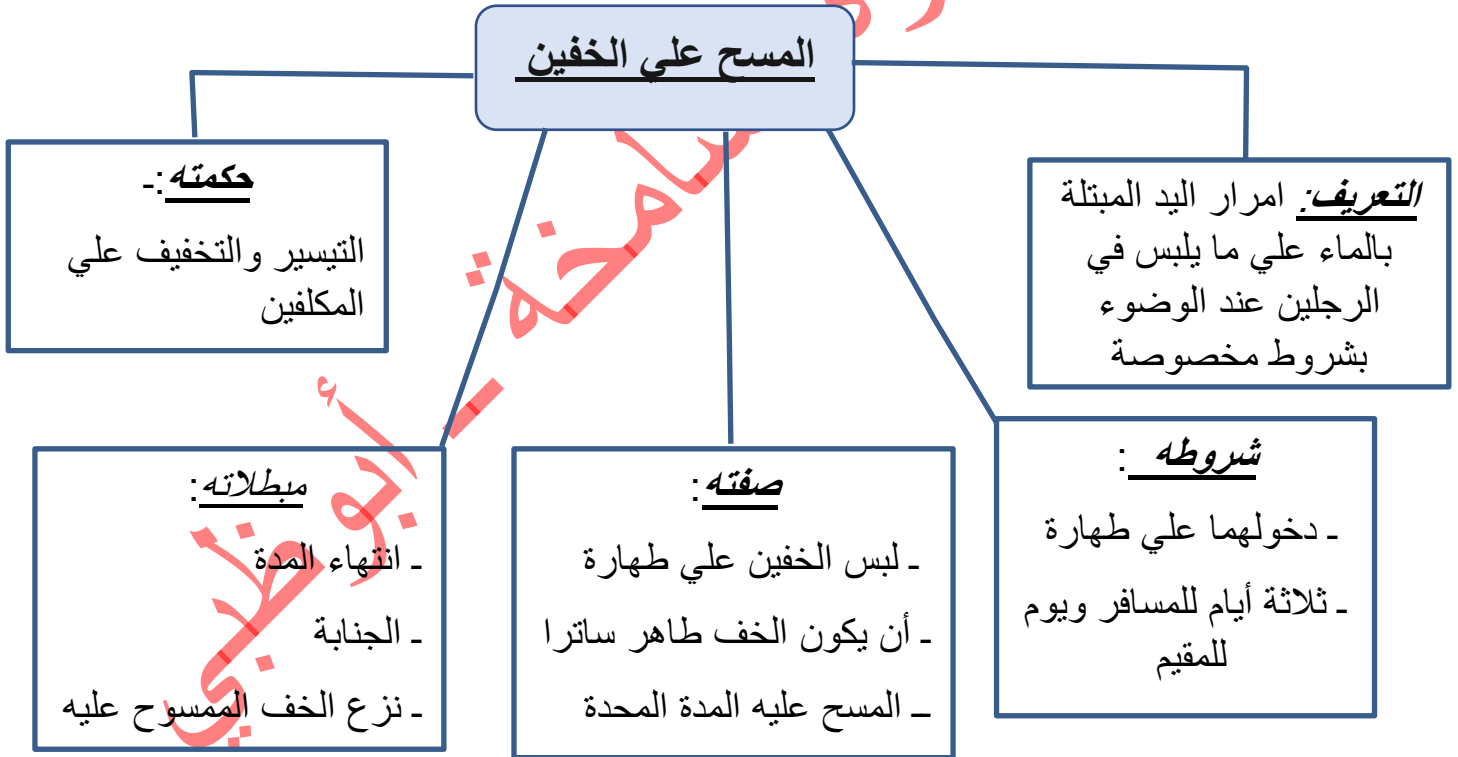 المسح علي الخفين
التعريف: امرار اليد المبتلة
بالماء علي ما يلبس في
الرجلين عند الوضوء
بشروط مخصوصة
حكمته:-
التيسير والتخفيف علي
المكلفين
شروطه :
- دخولهما علي طهارة
- ثلاثة أيام للمسافر ويوم
للمقيم
صفته:
- لبس الخفين علي طهارة
- أن يكون الخف طاهر ساترا
– المسح عليه المدة المحدة
مبطلاته:
- انتهاء المدة
- الجنابة
- نزع الخف الممسوح عليه
- أبوظبي